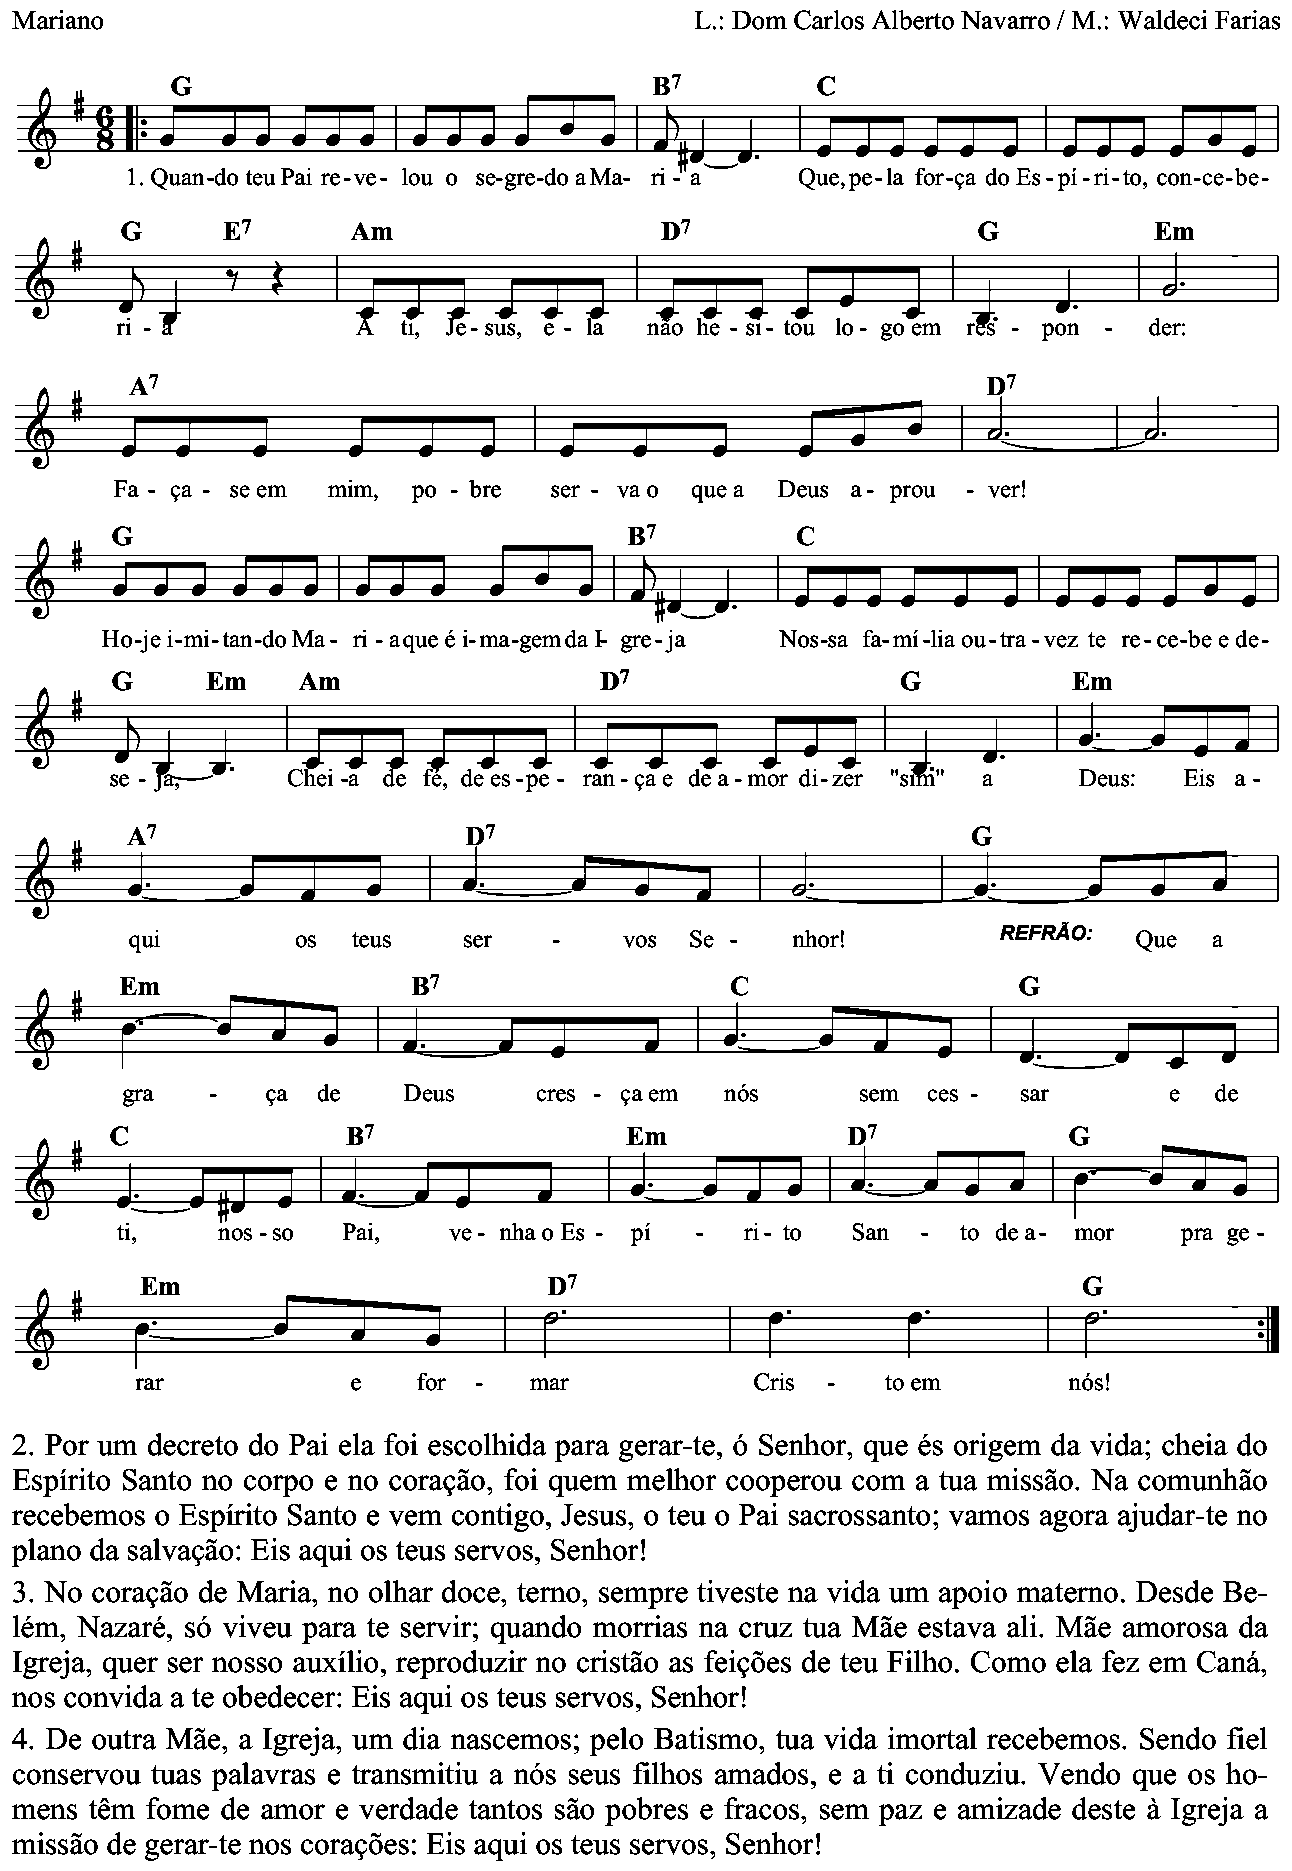 Mariano L.: Dom Carlos Alberto Navarro / M.: Waldeci Farias
G B7 C
1. Quan-do teu Pai re-ve- lou o se-gre-do a Ma- ri-a Que, pe-la for-ça do Es-pí-ri-to, con-ce-be-
G E7 Am D7 G Em
ri-a A ti, Je-sus, e-la não he-si-tou lo-go em res-pon-der:
A7 D7
Fa-ça-se em mim, po-bre ser-va o que a Deus a-prou-ver!
G B7 C
Ho-je i-mi-tan-do Ma-ri-a que é i-ma-gem da I-gre-ja Nos-sa fa-mí-lia ou-tra-vez te re-ce-be e de-
G Em Am D7 G Em
se-ja, Chei-a de fé, de es-pe-ran-ça e de a-mor di-zer "sim" a Deus: Eis a-
A7 D7 G
qui os teus ser-vos Se-nhor! REFRÃO: Que a
Em B7 C G
gra-ça de Deus cres-ça em nós sem ces-sar e de
C B7 Em D7 G
ti, nos-so Pai, ve-nha o Es-pí-ri-to San-to de a-mor pra ge-
Em D7 G
rar e for-mar Cris-to em nós!
2. Por um decreto do Pai ela foi escolhida para gerar-te, ó Senhor, que és origem da vida; cheia do
Espírito Santo no corpo e no coração, foi quem melhor cooperou com a tua missão. Na comunhão
recebemos o Espírito Santo e vem contigo, Jesus, o teu o Pai sacrossanto; vamos agora ajudar-te no
plano da salvação: Eis aqui os teus servos, Senhor!
3. No coração de Maria, no olhar doce, terno, sempre tiveste na vida um apoio materno. Desde Be-
lém, Nazaré, só viveu para te servir; quando morrias na cruz tua Mãe estava ali. Mãe amorosa da
Igreja, quer ser nosso auxílio, reproduzir no cristão as feições de teu Filho. Como ela fez em Caná,
nos convida a te obedecer: Eis aqui os teus servos, Senhor!
4. De outra Mãe, a Igreja, um dia nascemos; pelo Batismo, tua vida imortal recebemos. Sendo fiel
conservou tuas palavras e transmitiu a nós seus filhos amados, e a ti conduziu. Vendo que os ho-
mens têm fome de amor e verdade tantos são pobres e fracos, sem paz e amizade deste à Igreja a
missão de gerar-te nos corações: Eis aqui os teus servos, Senhor!